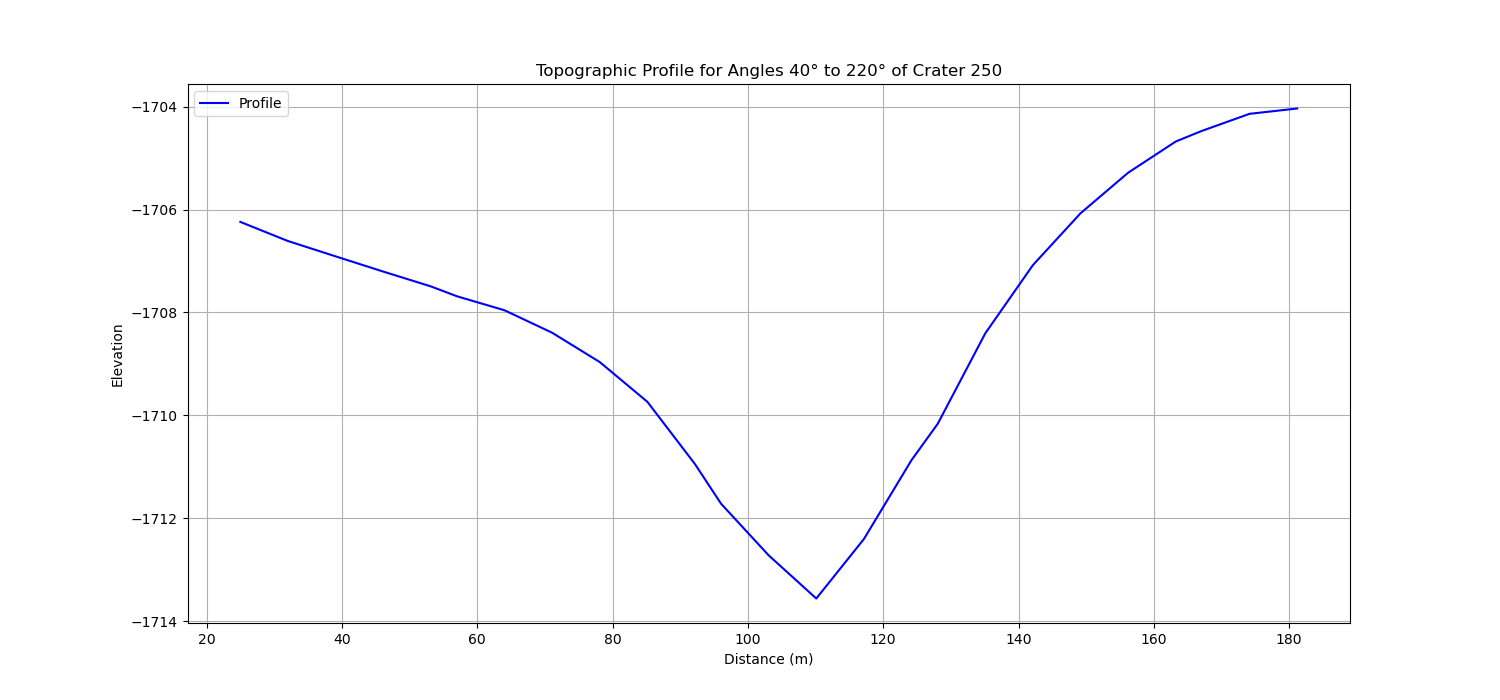 Topographic Profile for Angles 40° to 220° of Crater 250
Profile
−1704
−1706
−1708
−1710
−1712
−1714
Elevation
20 40 60 80 100 120 140 160 180
Distance (m)